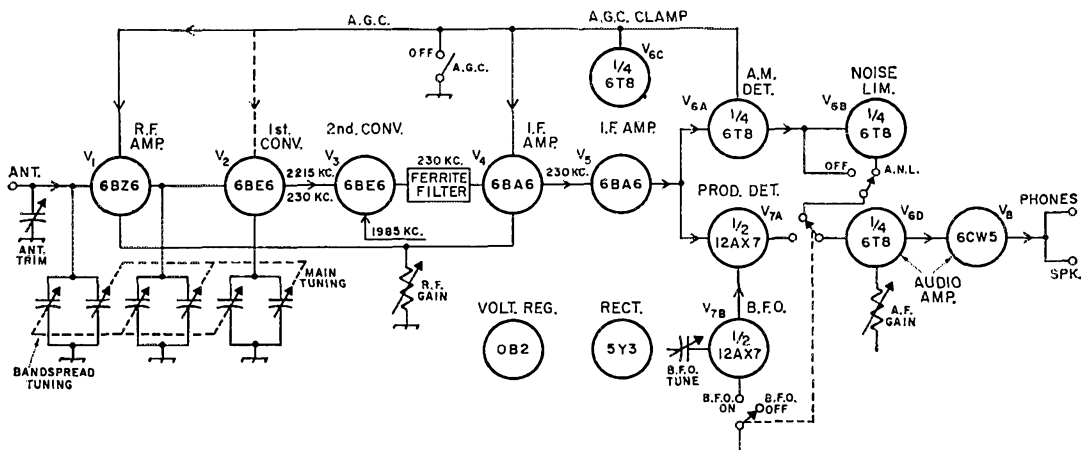 A.G.C.
A.G.C. CLAMP
OFF
A.G.C.
V6C
1/4
6T8
A.M.
DET.
V6A
1/4
6T8
NOISE
LIM.
V6B
1/4
6T8
OFF
A.N.L.
R.F.
AMP.
V1
6BZ6
1st.
CONV.
V2
6BE6
2215 KC.
230 KC.
2nd. CONV.
V3
6BE6
1985 KC.
230 KC.
FERRITE
FILTER
I.F.
AMP
V4
6BA6
230 KC.
I.F. AMP.
V5
6BA6
PROD. DET.
V7A
1/2
12AX7
V6D
1/4
6T8
V8
6CW5
AUDIO
AMP.
PHONES
SPK.
ANT.
ANT.
TRIM
MAIN
TUNING
BANDSPREAD
TUNING
R.F.
GAIN
VOLT. REG.
OB2
RECT.
5Y3
V7B
B.F.O.
1/2
12AX7
B.F.O.
TUNE
B.F.O.
ON
B.F.O.
OFF
A.F.
GAIN